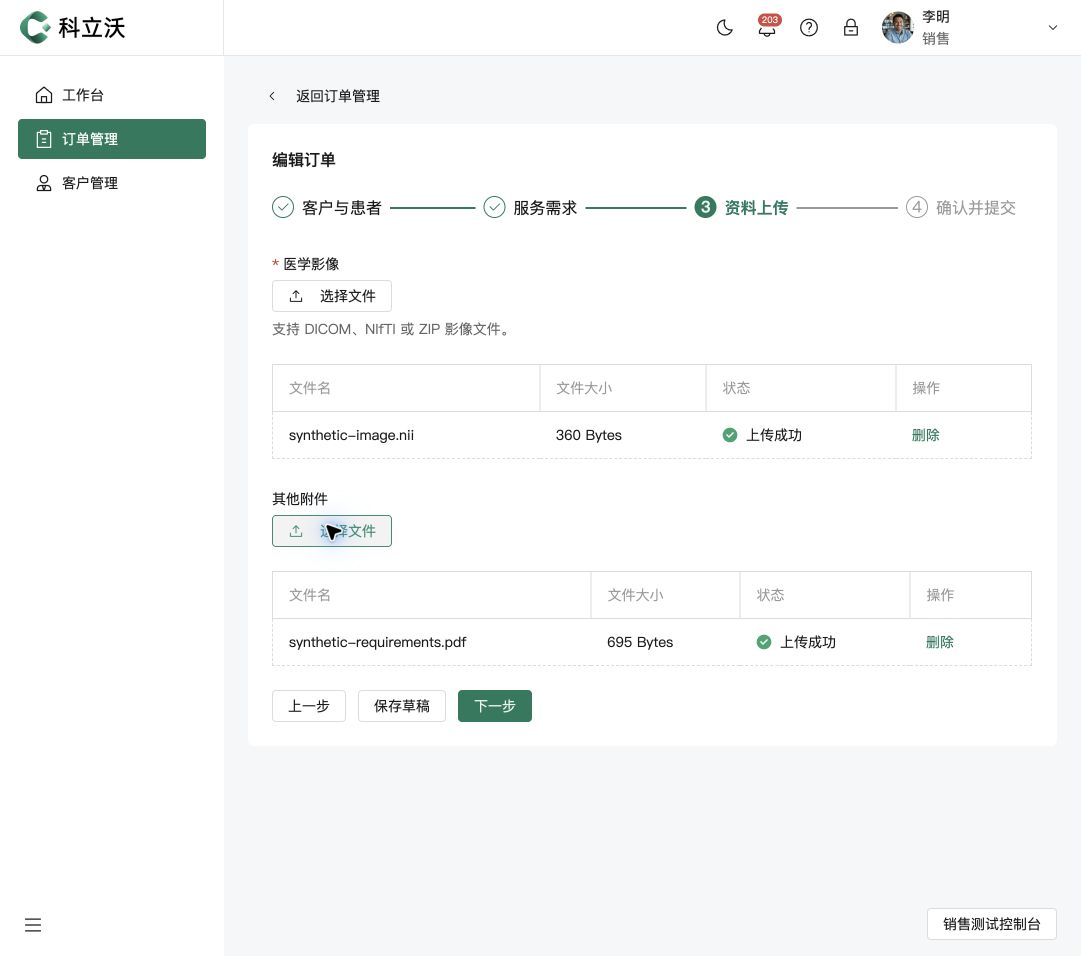 科立沃
203
李明
销售
工作台
订单管理
客户管理
返回订单管理
编辑订单
客户与患者
服务需求
3 资料上传
4 确认并提交
* 医学影像
选择文件
支持 DICOM、NIfTI 或 ZIP 影像文件。
文件名 文件大小 状态 操作
synthetic-image.nii 360 Bytes 上传成功 删除
其他附件
选择文件
文件名 文件大小 状态 操作
synthetic-requirements.pdf 695 Bytes 上传成功 删除
上一步 保存草稿 下一步
销售测试控制台